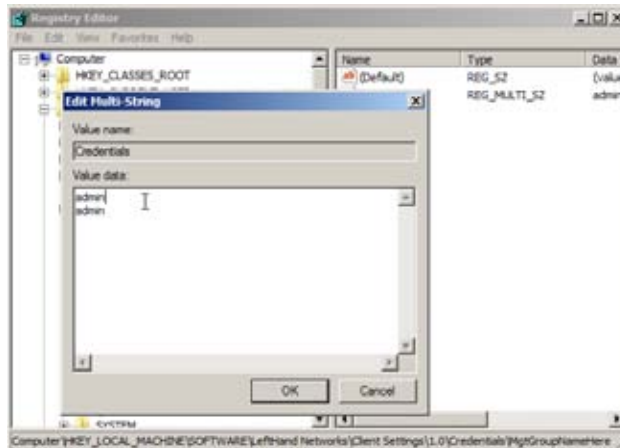 Registry Editor
File Edit View Favorites Help
Computer
HKEY_CLASSES_ROOT
Name Type Data
(Default) REG_SZ (value
REG_MULTI_SZ admin
Edit Multi-String
Value name:
Credentials
Value data:
admin
admin
OK Cancel
SYSTEM
Computer\HKEY_LOCAL_MACHINE\SOFTWARE\LeftHand Networks\Client Settings\1.0\Credentials\MgtGroupNameHere